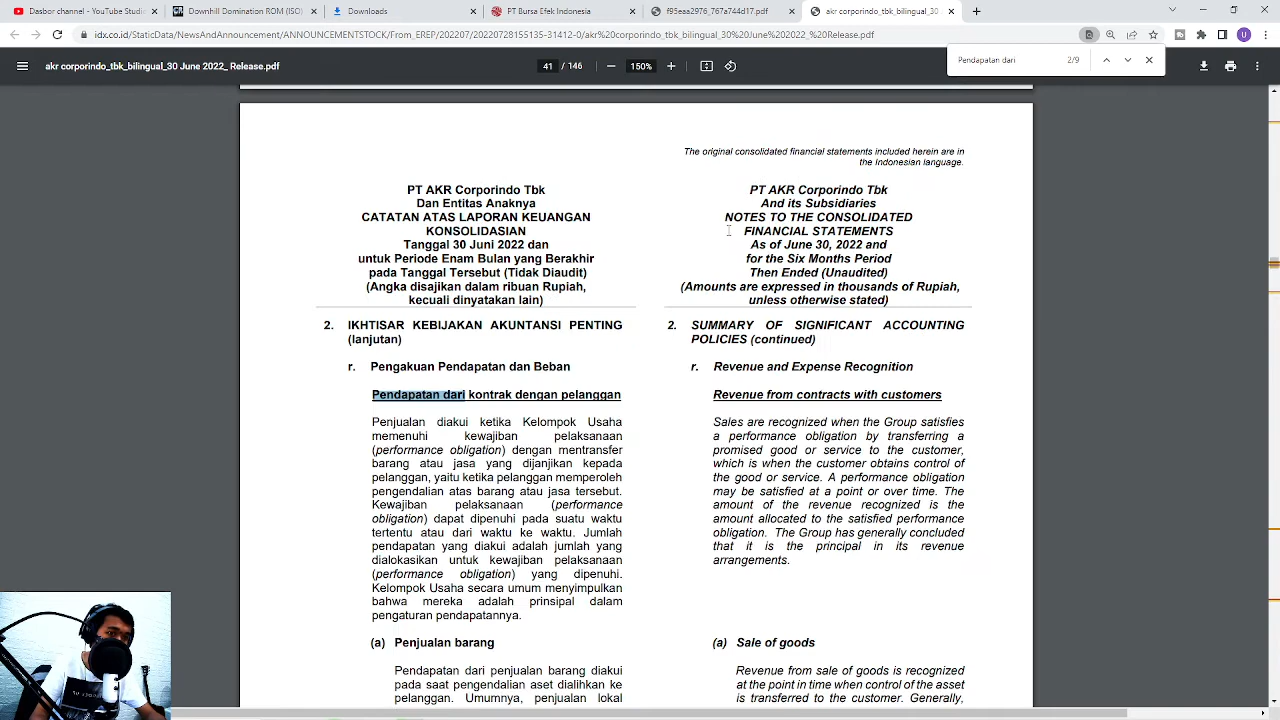 Dasbor channel - YouTube Studio
Downhill Domination ROM (ISO)
Downloads
PT Bursa Efek Indonesia
f95eaa2976_767a744d17.pdf
akr corporindo_tbk_bilingual_30
idx.co.id/StaticData/NewsAndAnnouncement/ANNOUNCEMENTSTOCK/From_EREP/202207/20220728155135-31412-0/akr%20corporindo_tbk_bilingual_30%20June%202022_%20Release.pdf
akr corporindo_tbk_bilingual_30 June 2022_ Release.pdf
41 / 146
150%
Pendapatan dari
2/9
The original consolidated financial statements included herein are in
the Indonesian language.
PT AKR Corporindo Tbk
Dan Entitas Anaknya
CATATAN ATAS LAPORAN KEUANGAN
KONSOLIDASIAN
Tanggal 30 Juni 2022 dan
untuk Periode Enam Bulan yang Berakhir
pada Tanggal Tersebut (Tidak Diaudit)
(Angka disajikan dalam ribuan Rupiah,
kecuali dinyatakan lain)
PT AKR Corporindo Tbk
And its Subsidiaries
NOTES TO THE CONSOLIDATED
FINANCIAL STATEMENTS
As of June 30, 2022 and
for the Six Months Period
Then Ended (Unaudited)
(Amounts are expressed in thousands of Rupiah,
unless otherwise stated)
2. IKHTISAR KEBIJAKAN AKUNTANSI PENTING
(lanjutan)
r. Pengakuan Pendapatan dan Beban
Pendapatan dari kontrak dengan pelanggan
Penjualan diakui ketika Kelompok Usaha
memenuhi kewajiban pelaksanaan
(performance obligation) dengan mentransfer
barang atau jasa yang dijanjikan kepada
pelanggan, yaitu ketika pelanggan memperoleh
pengendalian atas barang atau jasa tersebut.
Kewajiban pelaksanaan (performance
obligation) dapat dipenuhi pada suatu waktu
tertentu atau dari waktu ke waktu. Jumlah
pendapatan yang diakui adalah jumlah yang
dialokasikan untuk kewajiban pelaksanaan
(performance obligation) yang dipenuhi.
Kelompok Usaha secara umum menyimpulkan
bahwa mereka adalah prinsipal dalam
pengaturan pendapatannya.
(a) Penjualan barang
Pendapatan dari penjualan barang diakui
pada saat pengendalian aset dialihkan ke
pelanggan. Umumnya, penjualan lokal
2. SUMMARY OF SIGNIFICANT ACCOUNTING
POLICIES (continued)
r. Revenue and Expense Recognition
Revenue from contracts with customers
Sales are recognized when the Group satisfies
a performance obligation by transferring a
promised good or service to the customer,
which is when the customer obtains control of
the good or service. A performance obligation
may be satisfied at a point or over time. The
amount of the revenue recognized is the
amount allocated to the satisfied performance
obligation. The Group has generally concluded
that it is the principal in its revenue
arrangements.
(a) Sale of goods
Revenue from sale of goods is recognized
at the point in time when control of the asset
is transferred to the customer. Generally,